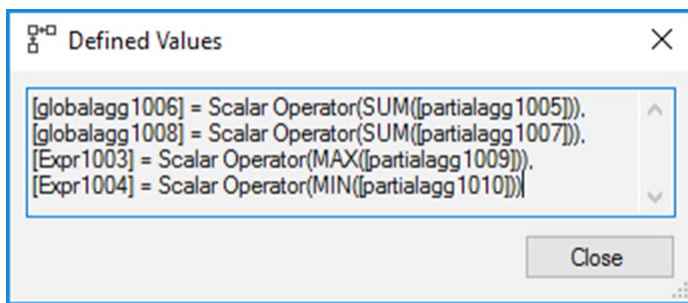 Defined Values
[globalagg1006] = Scalar Operator(SUM([partialagg1005])),
[globalagg1008] = Scalar Operator(SUM([partialagg1007])),
[Expr1003] = Scalar Operator(MAX([partialagg1009])),
[Expr1004] = Scalar Operator(MIN([partialagg1010]))
Close